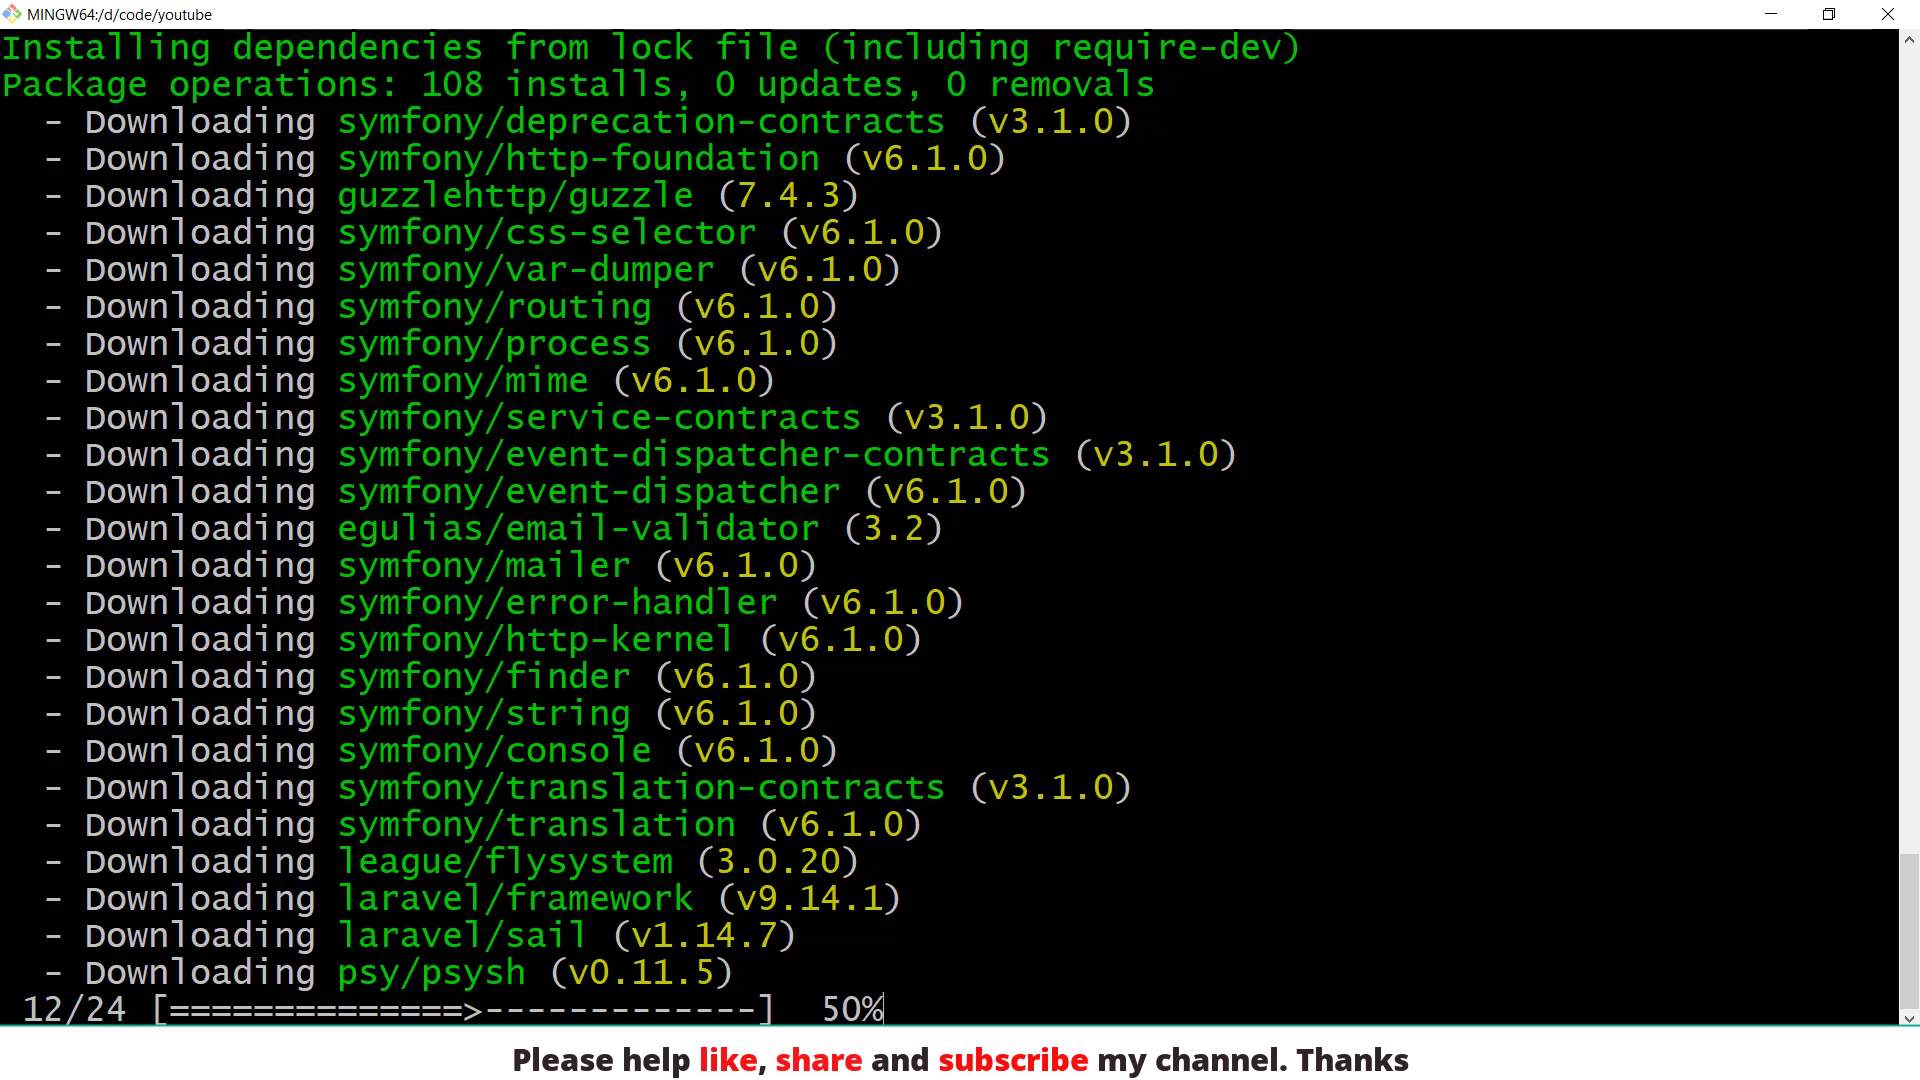 MINGW64:/d/code/youtube
Installing dependencies from lock file (including require-dev)
Package operations: 108 installs, 0 updates, 0 removals
  - Downloading symfony/deprecation-contracts (v3.1.0)
  - Downloading symfony/http-foundation (v6.1.0)
  - Downloading guzzlehttp/guzzle (7.4.3)
  - Downloading symfony/css-selector (v6.1.0)
  - Downloading symfony/var-dumper (v6.1.0)
  - Downloading symfony/routing (v6.1.0)
  - Downloading symfony/process (v6.1.0)
  - Downloading symfony/mime (v6.1.0)
  - Downloading symfony/service-contracts (v3.1.0)
  - Downloading symfony/event-dispatcher-contracts (v3.1.0)
  - Downloading symfony/event-dispatcher (v6.1.0)
  - Downloading egulias/email-validator (3.2)
  - Downloading symfony/mailer (v6.1.0)
  - Downloading symfony/error-handler (v6.1.0)
  - Downloading symfony/http-kernel (v6.1.0)
  - Downloading symfony/finder (v6.1.0)
  - Downloading symfony/string (v6.1.0)
  - Downloading symfony/console (v6.1.0)
  - Downloading symfony/translation-contracts (v3.1.0)
  - Downloading symfony/translation (v6.1.0)
  - Downloading league/flysystem (3.0.20)
  - Downloading laravel/framework (v9.14.1)
  - Downloading laravel/sail (v1.14.7)
  - Downloading psy/psysh (v0.11.5)
 12/24 [==============>-------------]  50%
Please help like, share and subscribe my channel. Thanks